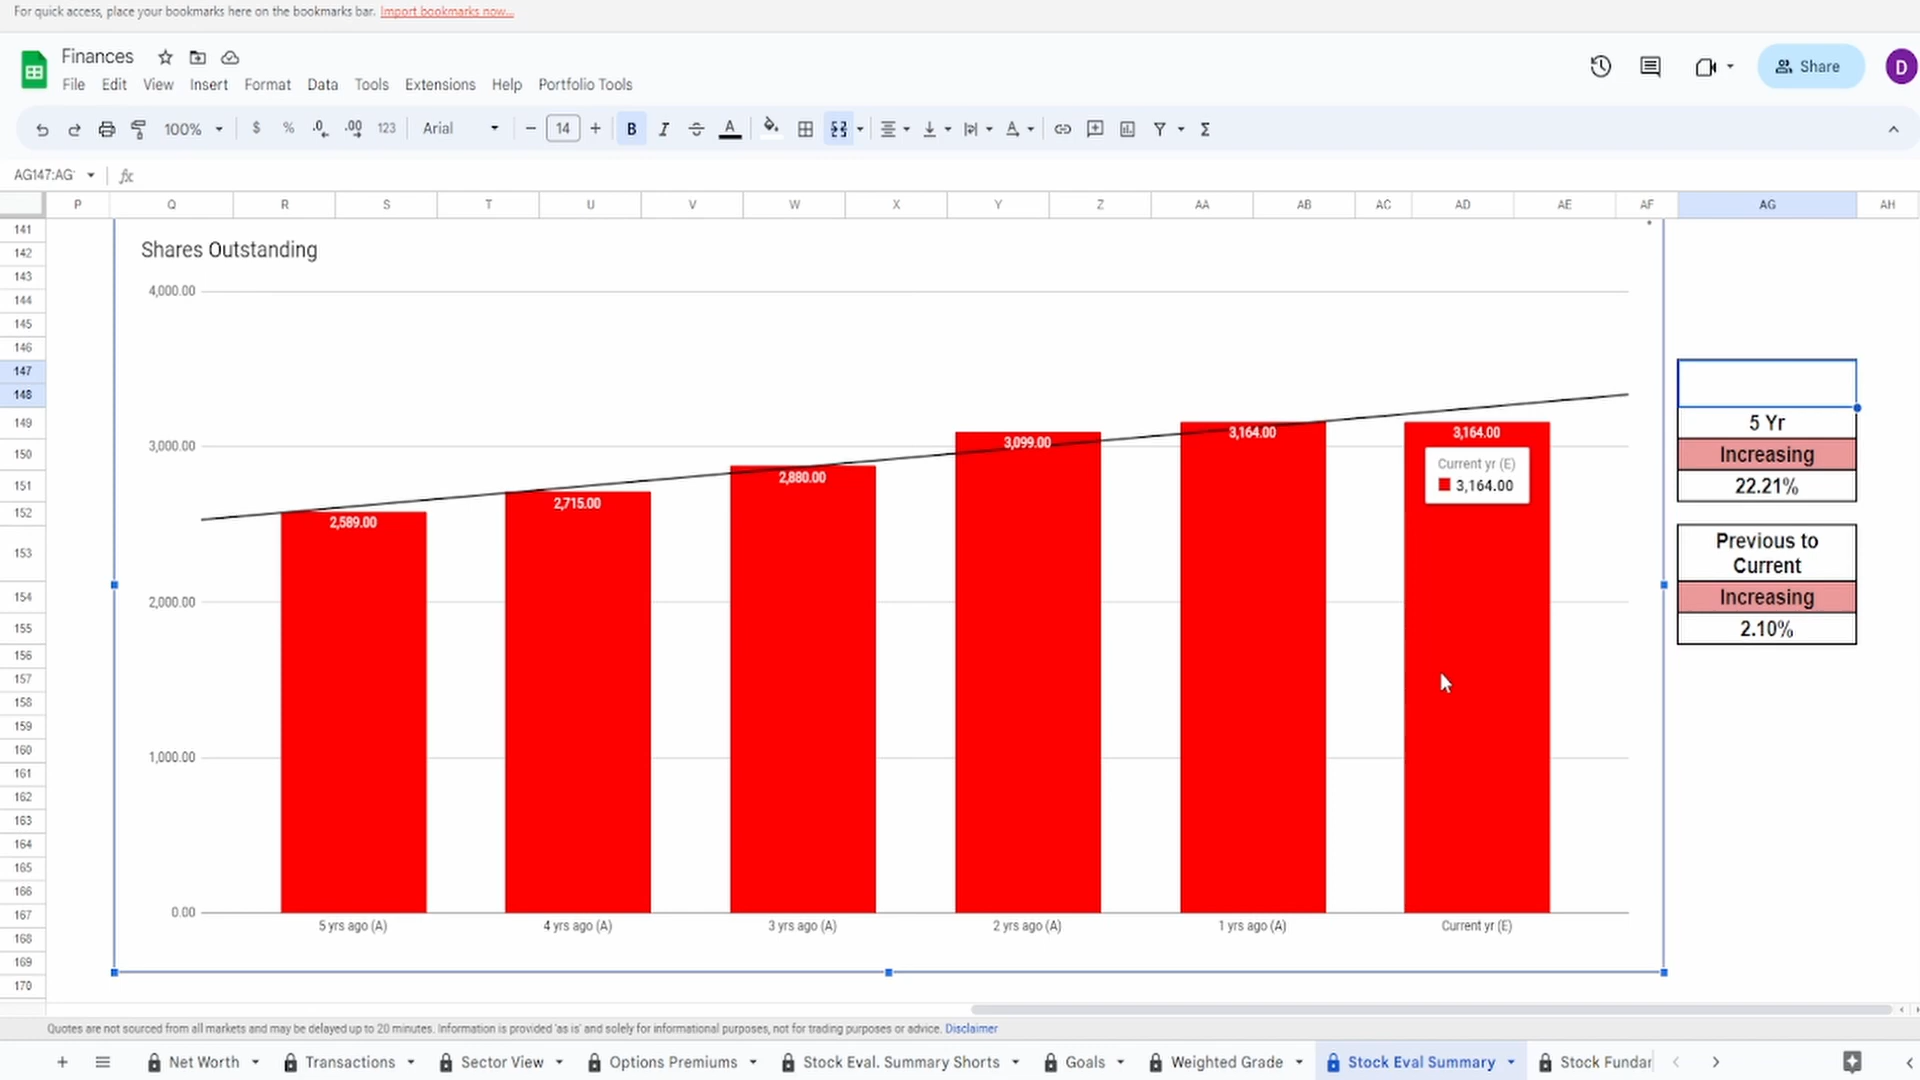 For quick access, place your bookmarks here on the bookmarks bar. Import bookmarks now...
Finances
Share
D
File Edit View Insert Format Data Tools Extensions Help Portfolio Tools
100% $ % .0 .00 123 Arial 14 B I A
AG147:AG
fx
P Q R S T U V W X Y Z AA AB AC AD AE AF AG AH
141
142
143
144
145
146
147
148
149
150
151
152
153
154
155
156
157
158
159
160
161
162
163
164
165
166
167
168
169
170
Shares Outstanding
4,000.00
3,000.00
2,000.00
1,000.00
0.00
2,589.00
2,715.00
2,880.00
3,099.00
3,164.00
3,164.00
Current yr (E)
3,164.00
5 yrs ago (A) 4 yrs ago (A) 3 yrs ago (A) 2 yrs ago (A) 1 yrs ago (A) Current yr (E)
5 Yr
Increasing
22.21%
Previous to
Current
Increasing
2.10%
Quotes are not sourced from all markets and may be delayed up to 20 minutes. Information is provided 'as is' and solely for informational purposes, not for trading purposes or advice. Disclaimer
Net Worth Transactions Sector View Options Premiums Stock Eval. Summary Shorts Goals Weighted Grade Stock Eval Summary Stock Fundar